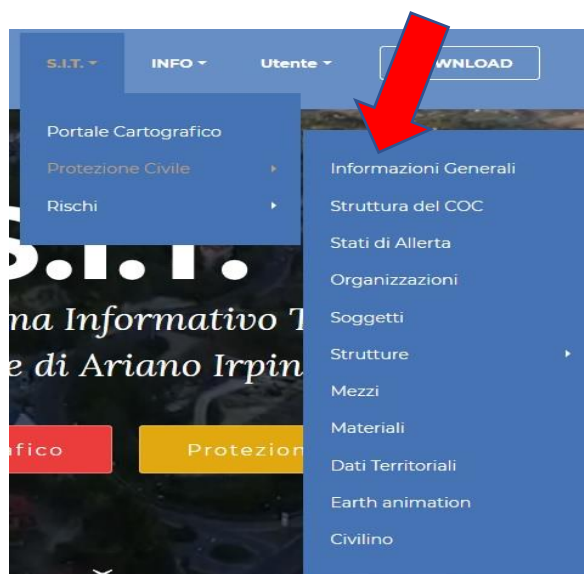 S.I.T.
INFO
Utente
WNLOAD
Portale Cartografico
Protezione Civile
Rischi
Informazioni Generali
Struttura del COC
Stati di Allerta
Organizzazioni
Soggetti
Strutture
Mezzi
Materiali
Dati Territoriali
Earth animation
Civilino
S.I.T.
ma Informativo T
e di Ariano Irpin
afico
Protezion